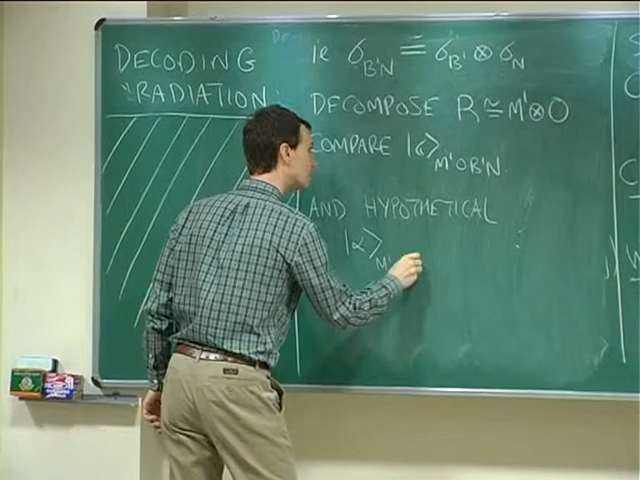 DECODING
"RADIATION"
ie σ_B'N ≅ σ_B' ⊗ σ_N
DECOMPOSE R ≅ M' ⊗ O
COMPARE |σ⟩_M'OB'N
AND HYPOTHETICAL
|α⟩_M'